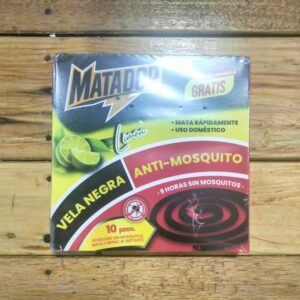 MATADOR
GRATIS
• MATA RÁPIDAMENTE
• USO DOMÉSTICO
Limón
VELA NEGRA
ANTI-MOSQUITO
- 8 HORAS SIN MOSQUITOS -
10 pzas.